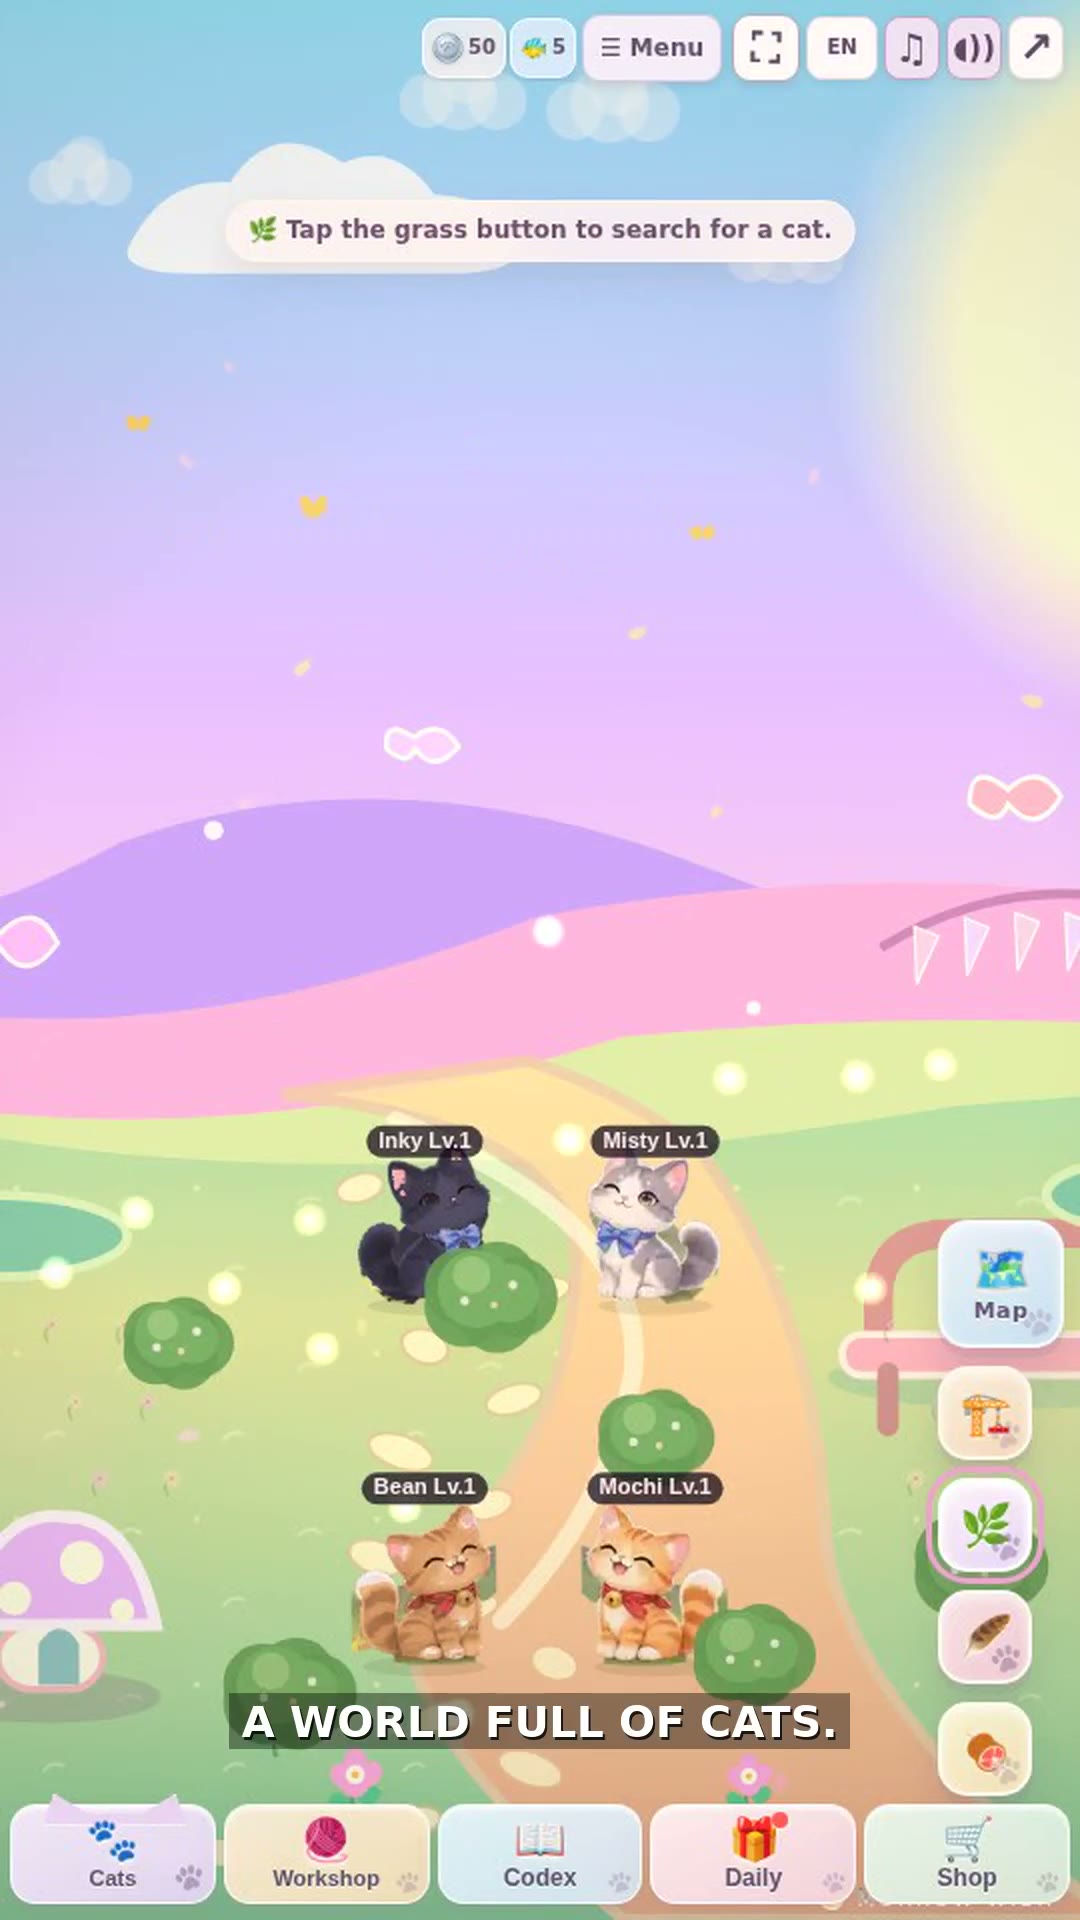 50
5
☰ Menu
EN
🌿 Tap the grass button to search for a cat.
Inky Lv.1
Misty Lv.1
Map
Bean Lv.1
Mochi Lv.1
A WORLD FULL OF CATS.
Cats
Workshop
Codex
Daily
Shop